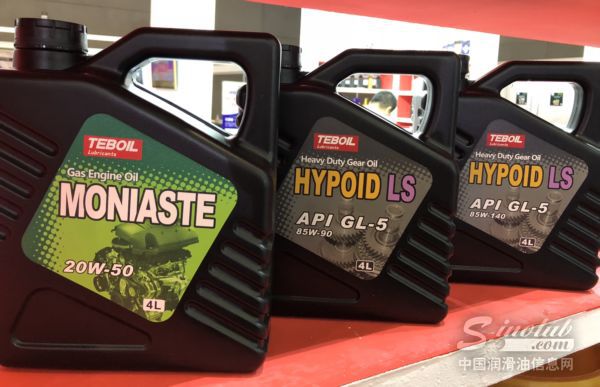 TEBOIL
Lubricants
Gas Engine Oil
MONIASTE
20W-50
4L
TEBOIL
Lubricants
Heavy Duty Gear Oil
HYPOID LS
API GL-5
85W-90
4L
TEBOIL
Lubricants
Heavy Duty Gear Oil
HYPOID LS
API GL-5
85W-140
4L
Sinolub
.com
中国润滑油信息网